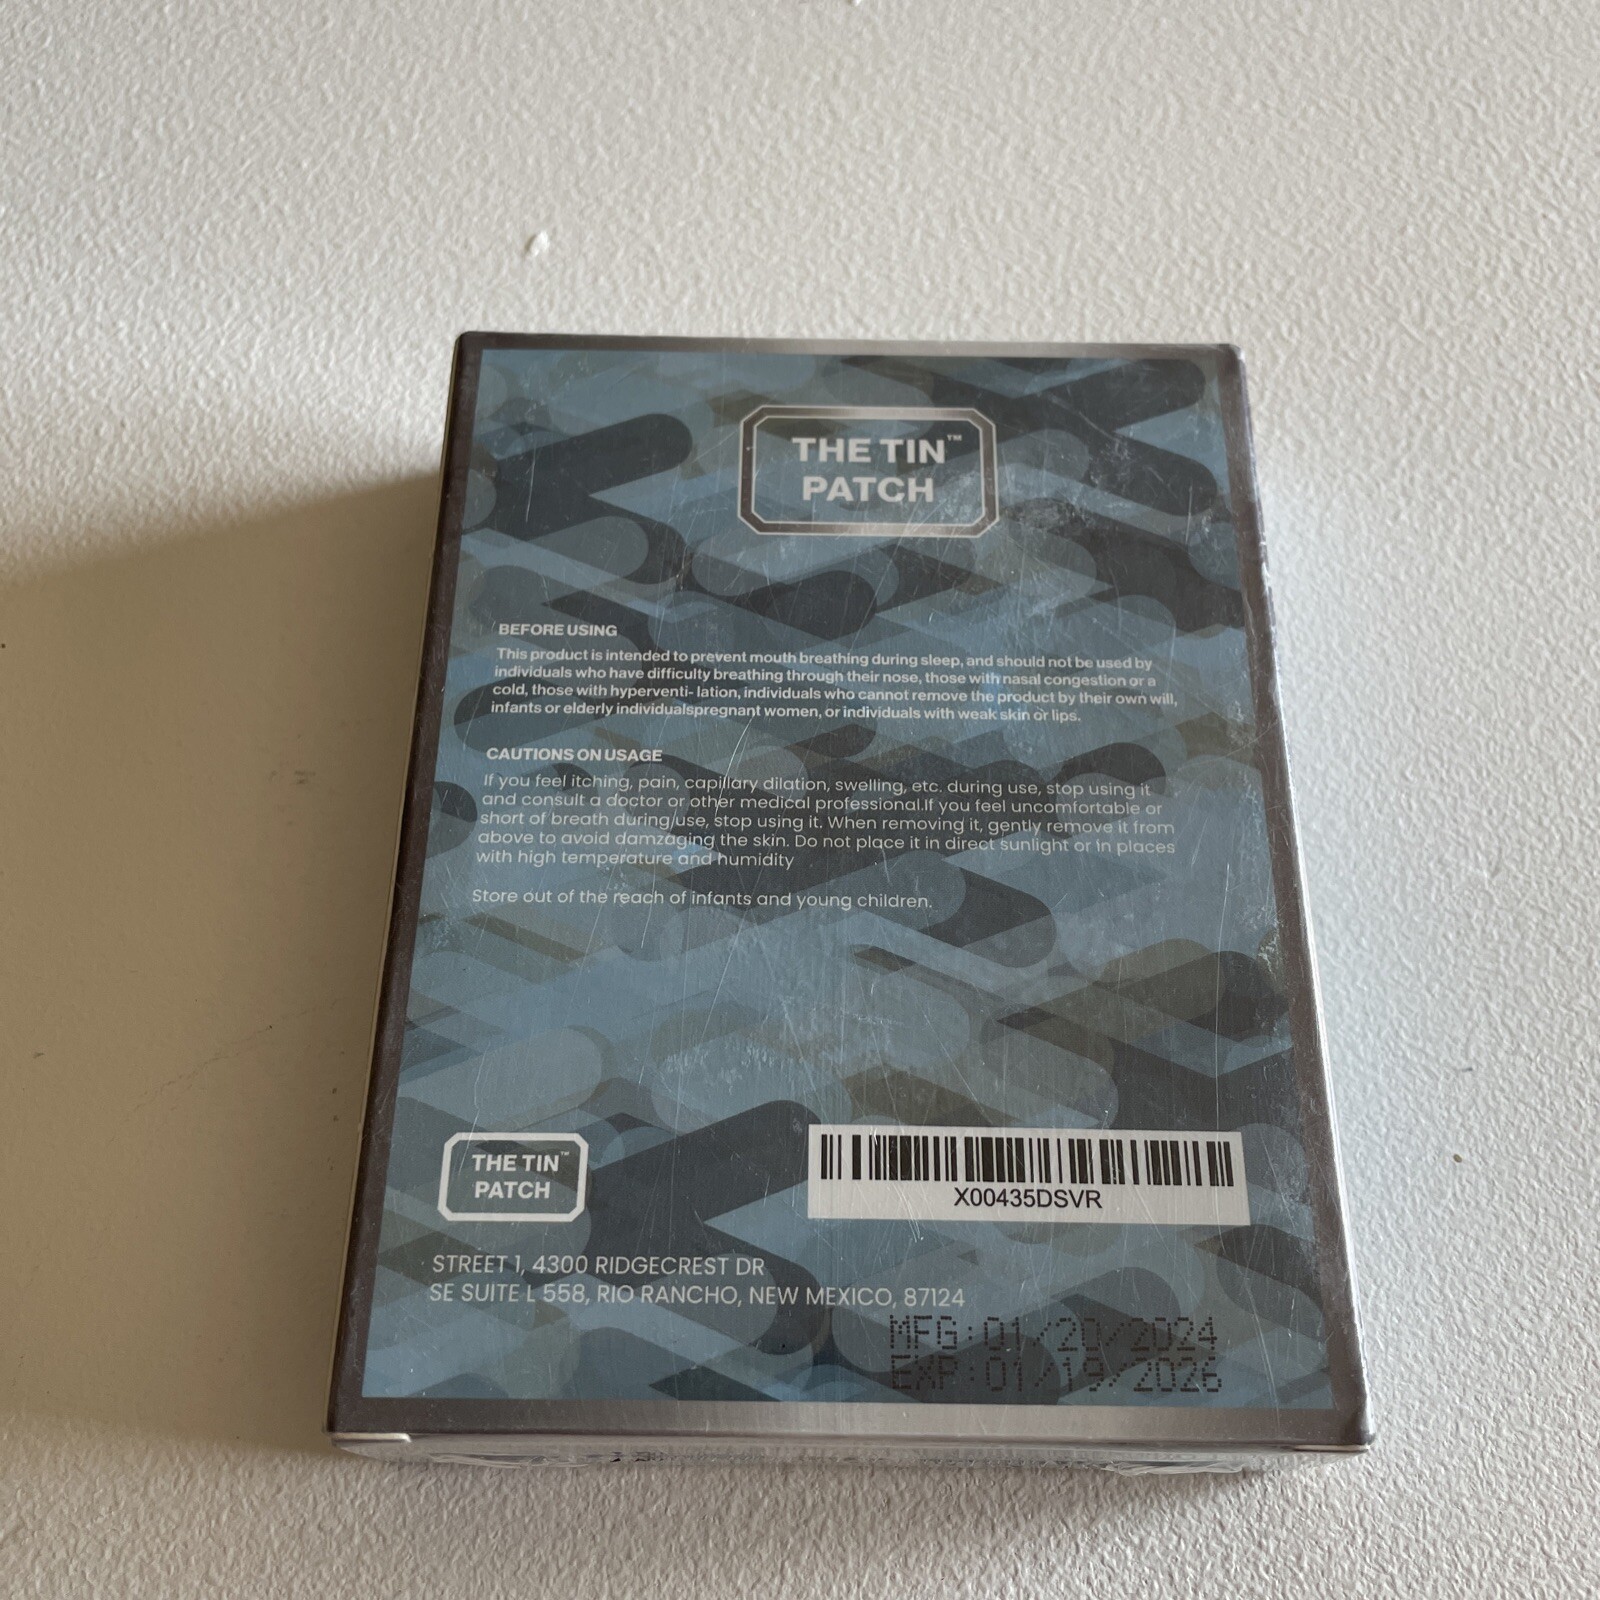 THE TIN™
PATCH
BEFORE USING
This product is intended to prevent mouth breathing during sleep, and should not be used by
individuals who have difficulty breathing through their nose, those with nasal congestion or a
cold, those with hyperventi- lation, individuals who cannot remove the product by their own will,
infants or elderly individualspregnant women, or individuals with weak skin or lips.
CAUTIONS ON USAGE
If you feel itching, pain, capillary dilation, swelling, etc. during use, stop using it
and consult a doctor or other medical professional.If you feel uncomfortable or
short of breath during use, stop using it. When removing it, gently remove it from
above to avoid damzaging the skin. Do not place it in direct sunlight or in places
with high temperature and humidity
Store out of the reach of infants and young children.
THE TIN™
PATCH
X00435DSVR
STREET 1, 4300 RIDGECREST DR
SE SUITE L 558, RIO RANCHO, NEW MEXICO, 87124
MFG:01/20/2024
EXP:01/19/2026